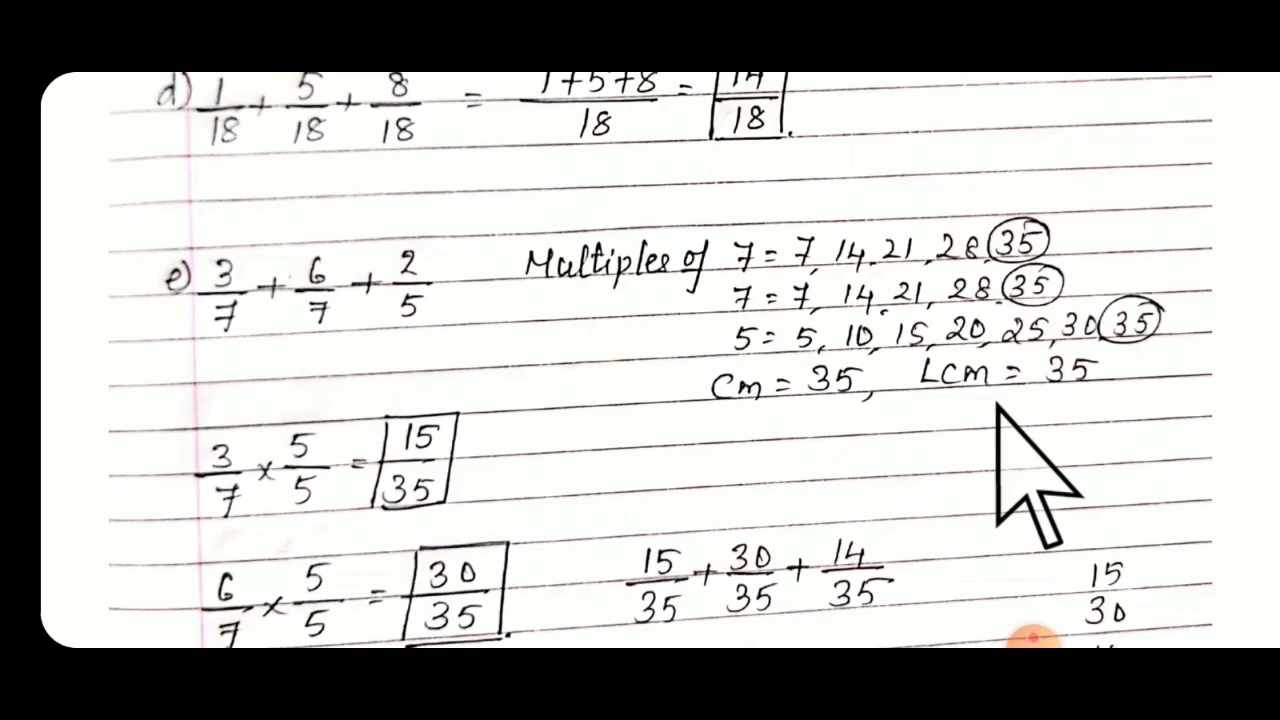 d) 1/18 + 5/18 + 8/18 = 1+5+8/18 = 14/18.
e) 3/7 + 6/7 + 2/5
Multiples of 7 = 7, 14, 21, 28, 35
7 = 7, 14, 21, 28, 35
5 = 5, 10, 15, 20, 25, 30, 35
Cm = 35, Lcm = 35
3/7 × 5/5 = 15/35
6/7 × 5/5 = 30/35.
15/35 + 30/35 + 14/35
15
30